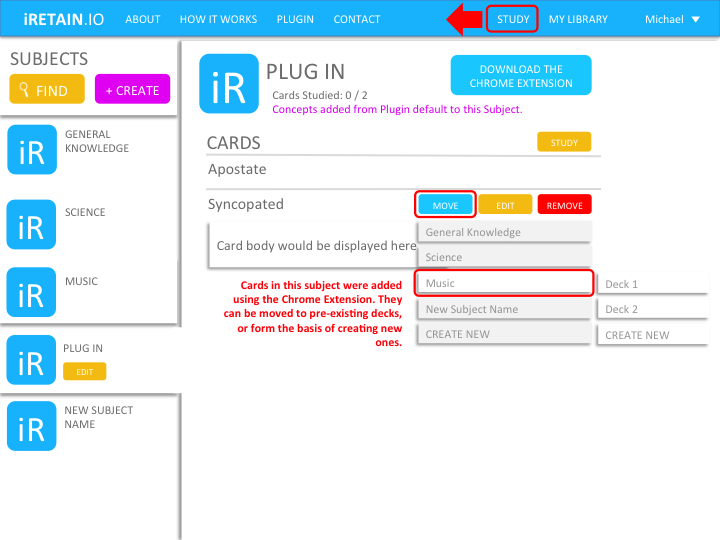 iRETAIN.IO ABOUT HOW IT WORKS PLUGIN CONTACT STUDY MY LIBRARY Michael
SUBJECTS
FIND + CREATE
iR GENERAL
KNOWLEDGE
iR SCIENCE
iR MUSIC
iR PLUG IN
EDIT
iR NEW SUBJECT
NAME
iR PLUG IN
Cards Studied: 0 / 2
Concepts added from Plugin default to this Subject.
DOWNLOAD THE
CHROME EXTENSION
CARDS STUDY
Apostate
Syncopated MOVE EDIT REMOVE
Card body would be displayed here
General Knowledge
Science
Music Deck 1
New Subject Name Deck 2
CREATE NEW CREATE NEW
Cards in this subject were added
using the Chrome Extension. They
can be moved to pre-existing decks,
or form the basis of creating new
ones.